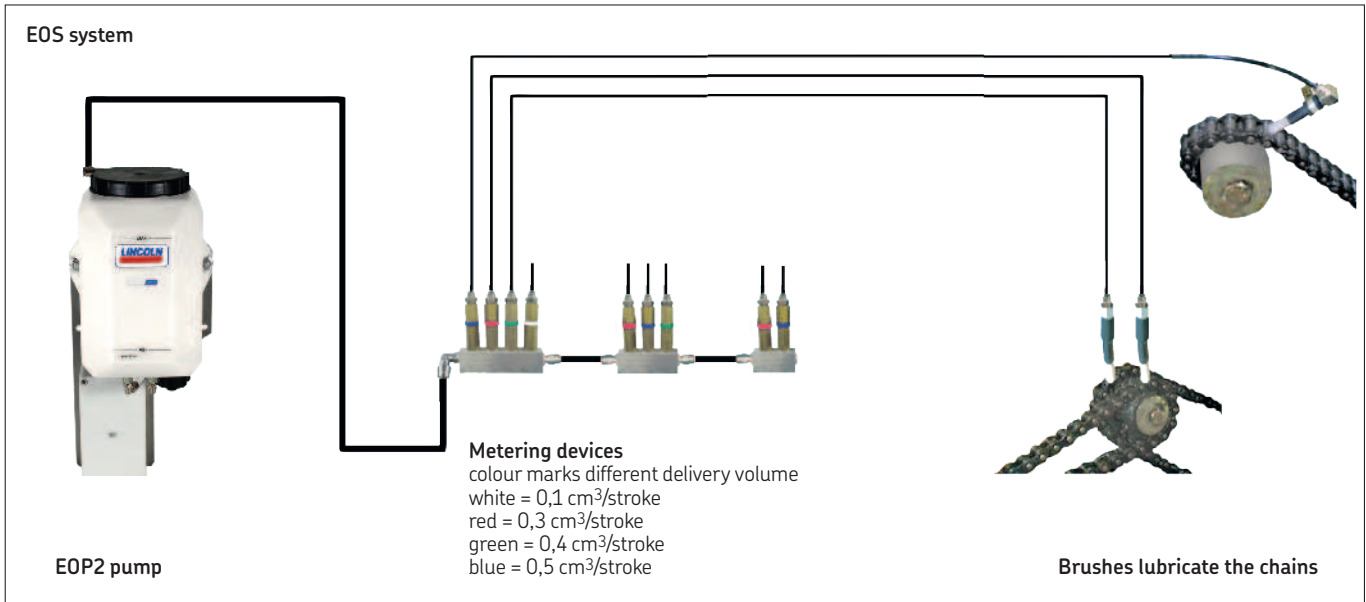 EOS system
LINCOLN
Metering devices
colour marks different delivery volume
white = 0,1 cm³/stroke
red = 0,3 cm³/stroke
green = 0,4 cm³/stroke
blue = 0,5 cm³/stroke
EOP2 pump
Brushes lubricate the chains